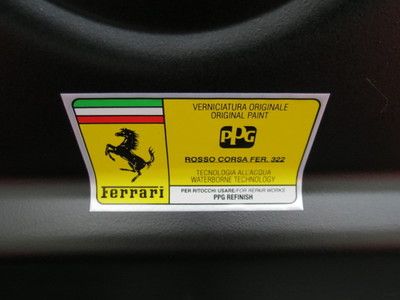 VERNICIATURA ORIGINALE
ORIGINAL PAINT
PPG
ROSSO CORSA FER. 322
TECNOLOGIA ALL'ACQUA
WATERBORNE TECHNOLOGY
Ferrari
PER RITOCCHI USARE/FOR REPAIR WORKS
PPG REFINISH